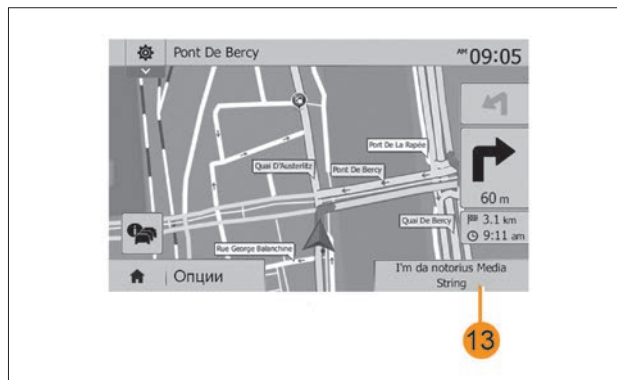 Pont De Bercy
AM 09:05
Port De La Rapée
Quai D'Austerlitz
Pont De Bercy
60 m
Quai De Bercy
3.1 km
9:11 am
Rue George Balanchine
Опции
I'm da notorius Media
String
13